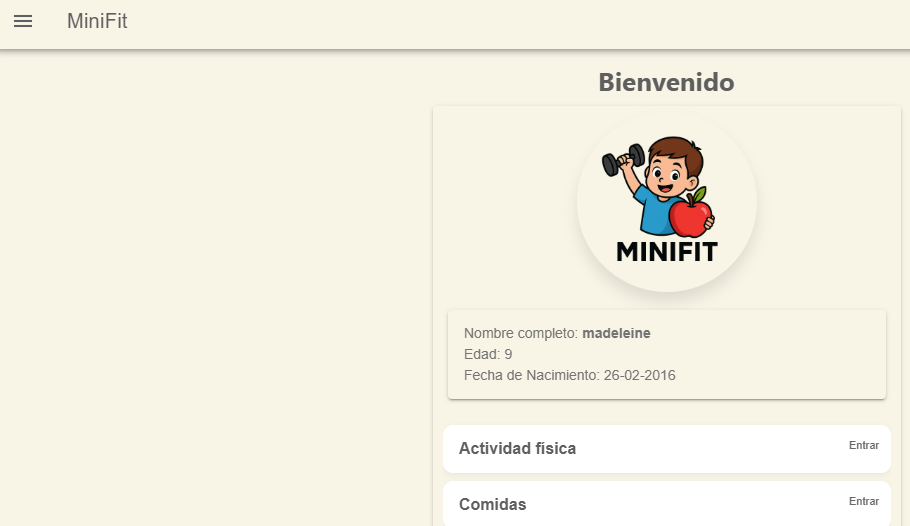 MiniFit
Bienvenido
MINIFIT
Nombre completo: madeleine
Edad: 9
Fecha de Nacimiento: 26-02-2016
Actividad física Entrar
Comidas Entrar